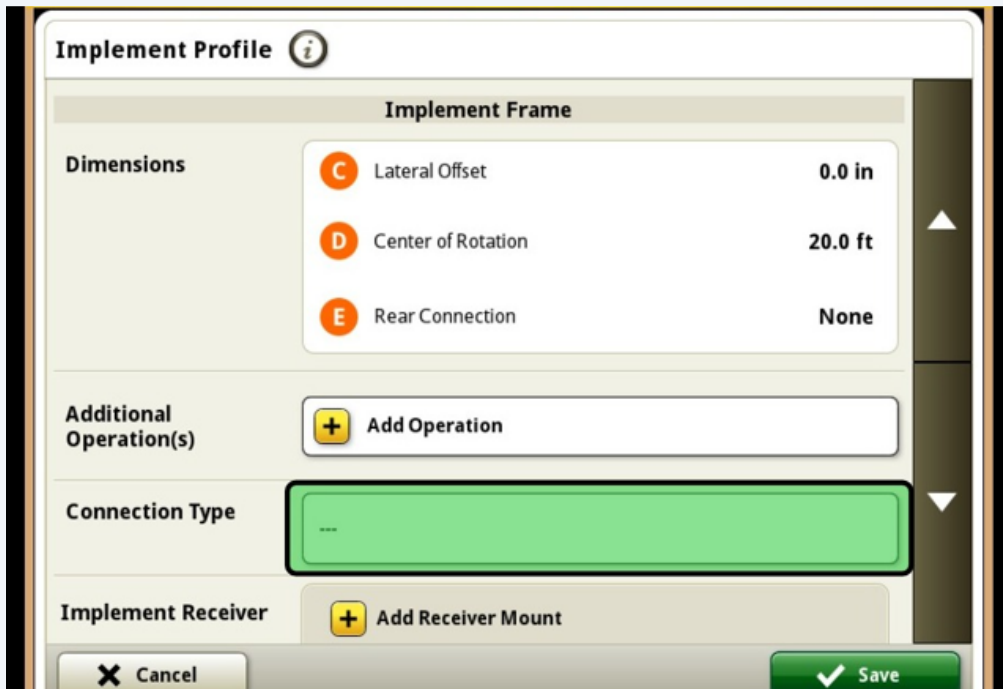 Implement Profile i
Implement Frame
Dimensions
C Lateral Offset 0.0 in
D Center of Rotation 20.0 ft
E Rear Connection None
Additional
Operation(s)
+ Add Operation
Connection Type
---
Implement Receiver
+ Add Receiver Mount
Cancel
Save